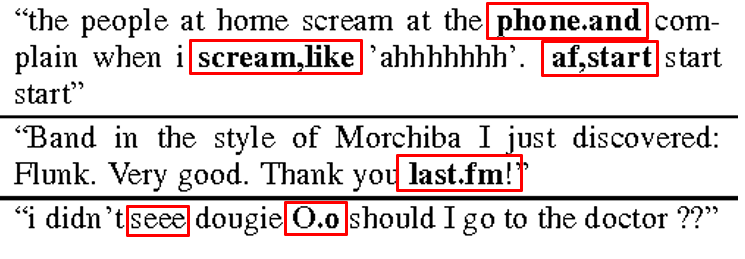 “the people at home scream at the phone.and com-
plain when i scream,like ’ahhhhhhh’. af,start start
start”
“Band in the style of Morchiba I just discovered:
Flunk. Very good. Thank you last.fm!”
“i didn’t seee dougie O.o should I go to the doctor ??”